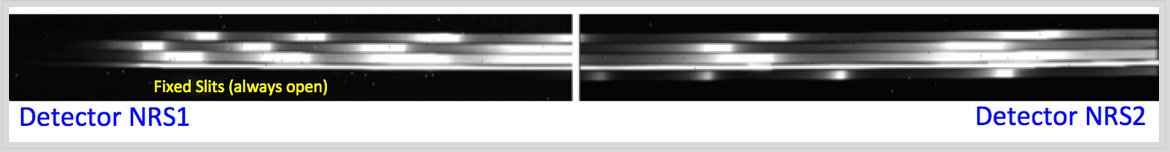 Fixed Slits (always open)
Detector NRS1
Detector NRS2